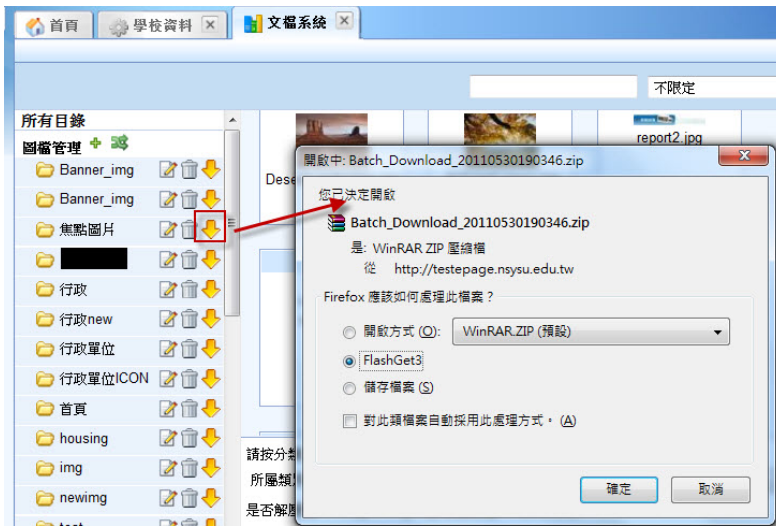 首頁
學校資料
文檔系統
不限定
所有目錄
圖檔管理
Banner_img
Banner_img
焦點圖片
行政
行政new
行政單位
行政單位ICON
首頁
housing
img
newimg
Dese
report2.jpg
請按分類
所屬類
是否解
開啟中: Batch_Download_20110530190346.zip
您已決定開啟
Batch_Download_20110530190346.zip
是: WinRAR ZIP 壓縮檔
從 http://testepage.nsysu.edu.tw
Firefox 應該如何處理此檔案？
開啟方式 (O): WinRAR.ZIP (預設)
FlashGet3
儲存檔案 (S)
對此類檔案自動採用此處理方式。(A)
確定
取消